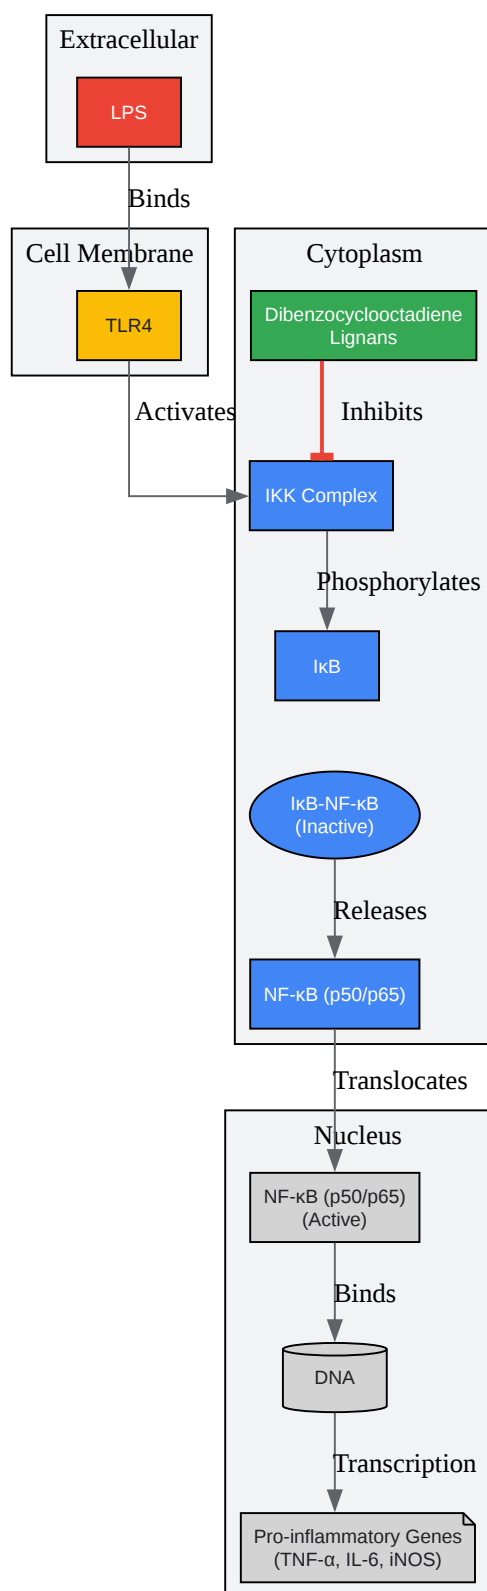 Extracellular
LPS
Binds
Cell Membrane
TLR4
Activates
Cytoplasm
Dibenzocyclooctadiene
Lignans
Inhibits
IKK Complex
Phosphorylates
IκB
IκB-NF-κB
(Inactive)
Releases
NF-κB (p50/p65)
Translocates
Nucleus
NF-κB (p50/p65)
(Active)
Binds
DNA
Transcription
Pro-inflammatory Genes
(TNF-α, IL-6, iNOS)